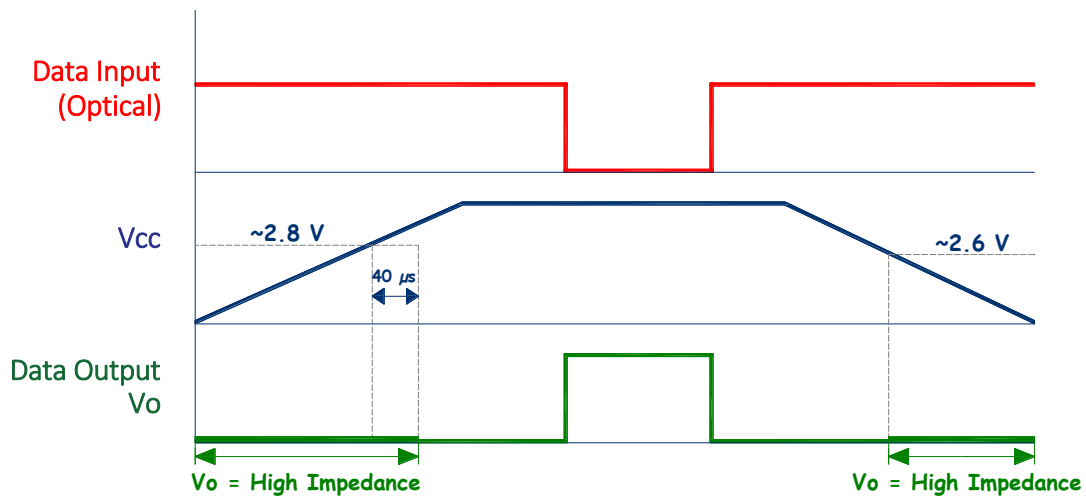 Data Input
(Optical)
Vcc
~2.8 V
~2.6 V
40 µs
Data Output
Vo
Vo = High Impedance
Vo = High Impedance